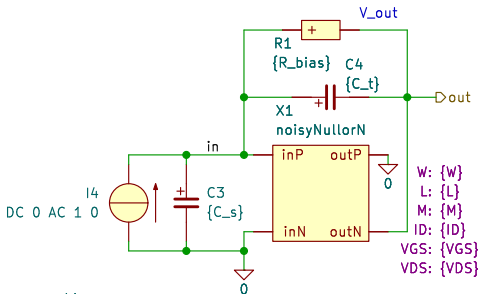 V_out
R1
{R_bias}
C4
{C_t}
out
X1
noisyNullorN
in
inP outP
0
inN outN
I4
DC 0 AC 1 0
C3
{C_s}
W: {W}
L: {L}
M: {M}
ID: {ID}
VGS: {VGS}
VDS: {VDS}
0